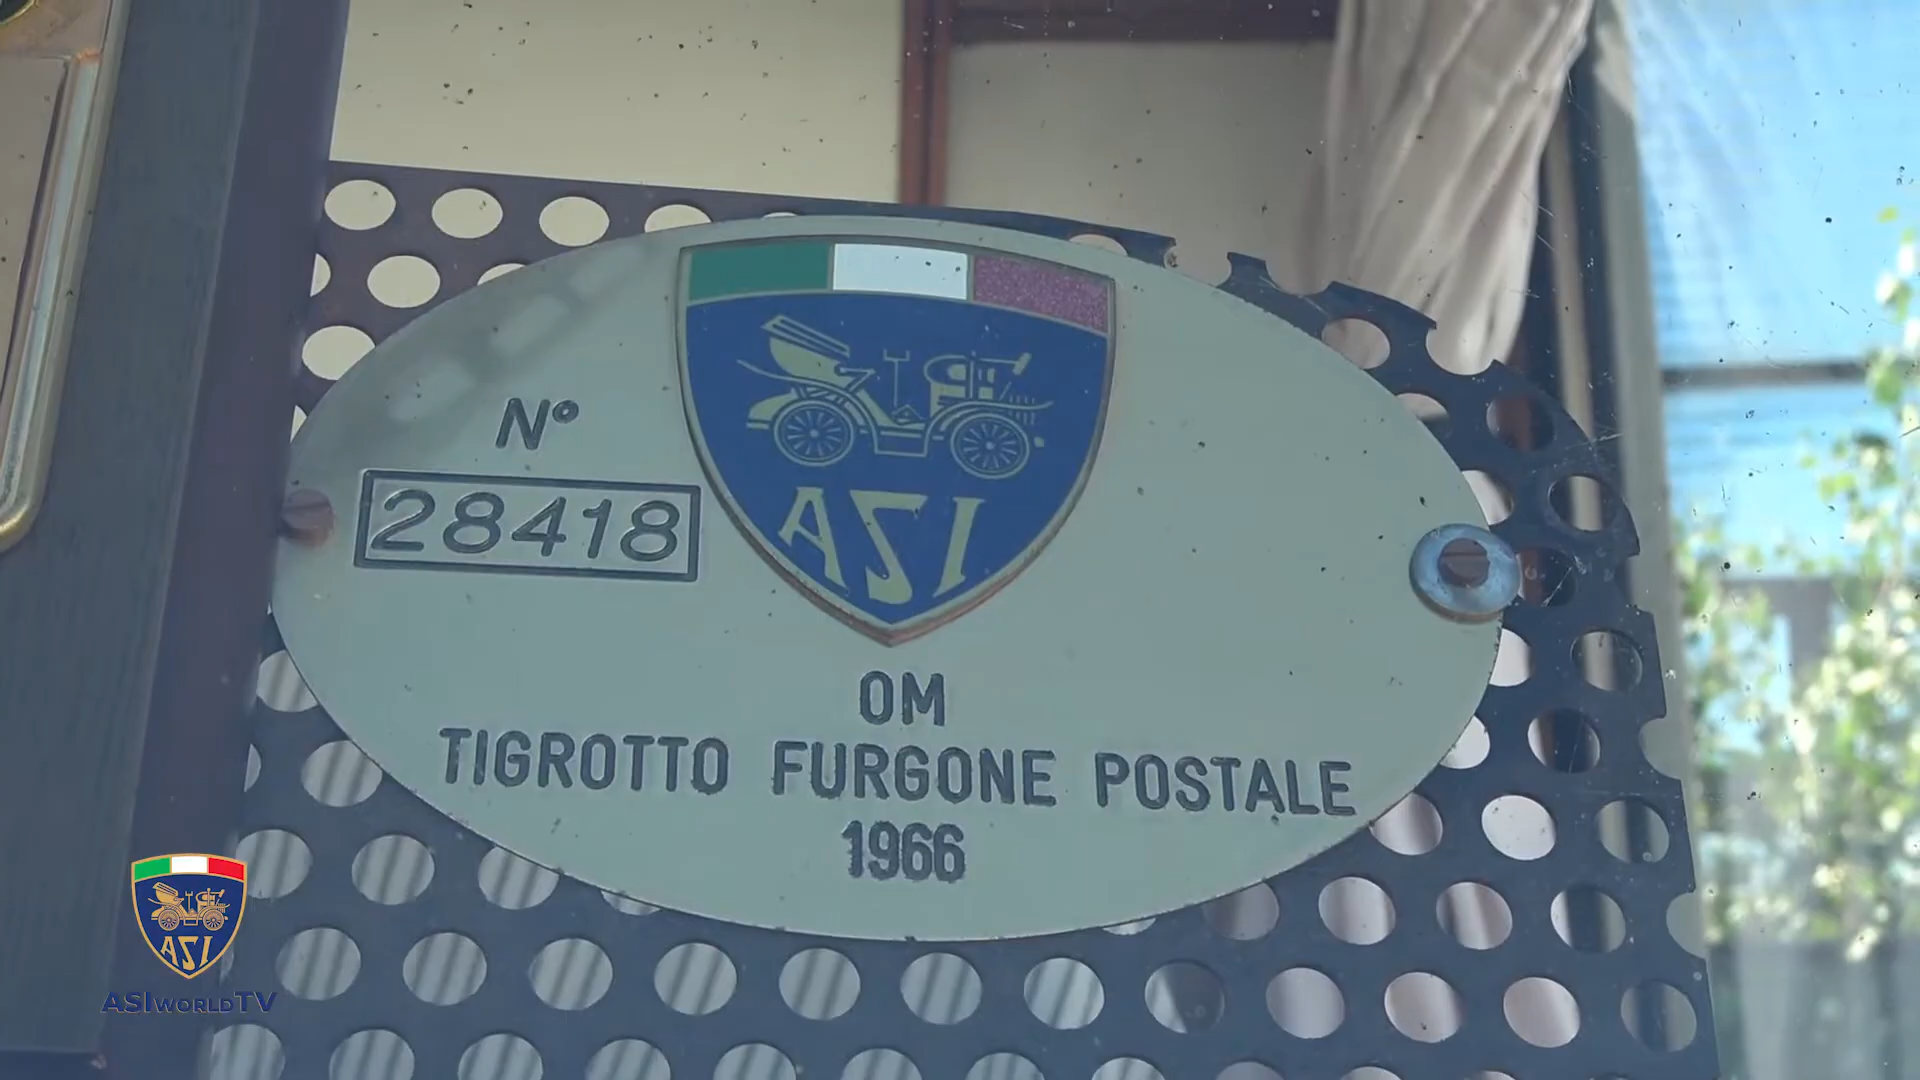 N°
28418
ASI
OM
TIGROTTO FURGONE POSTALE
1966
ASI
ASIWORLDTV